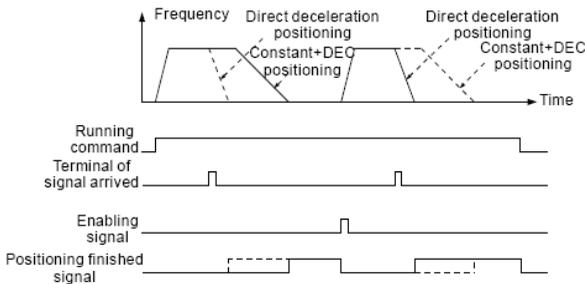 Frequency
Direct deceleration
positioning
Constant+DEC
positioning
Direct deceleration
positioning
Constant+DEC
positioning
Time
Running
command
Terminal of
signal arrived
Enabling
signal
Positioning finished
signal